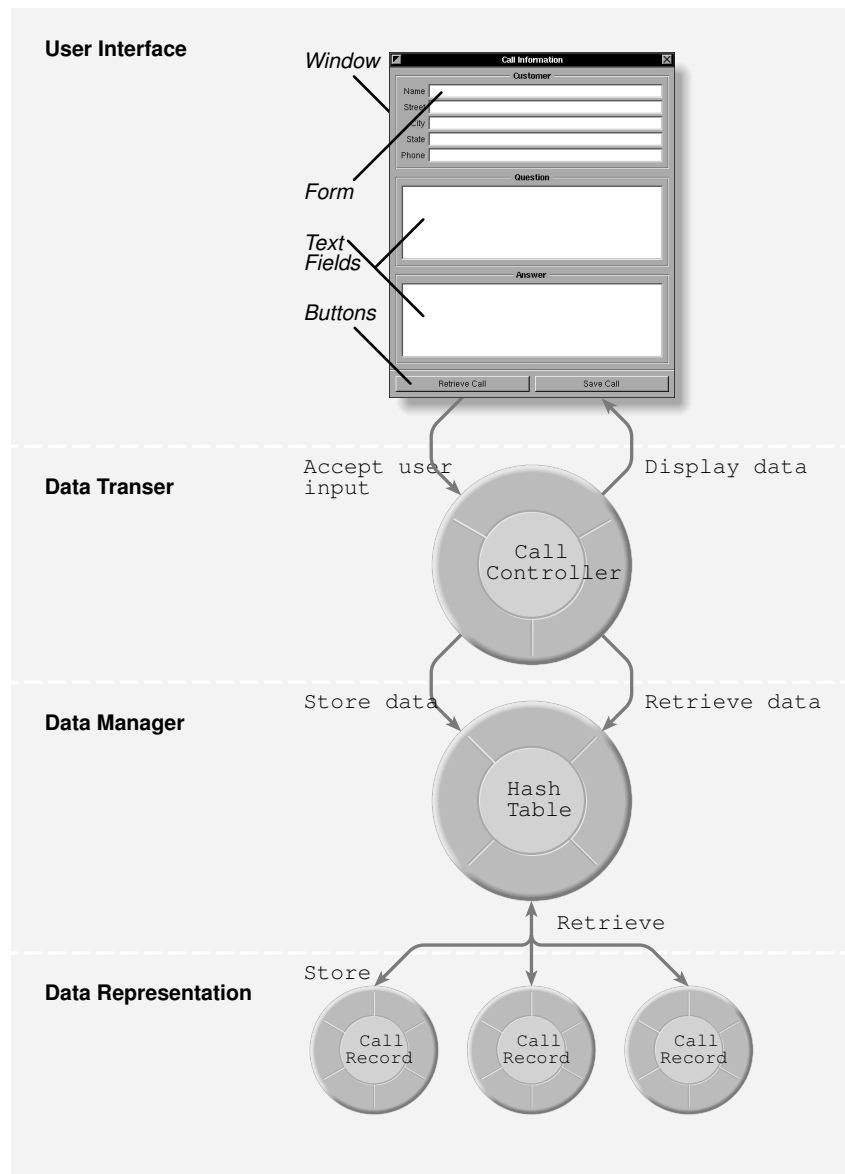 User Interface
Window
Call Information
Customer
Name
Street
City
State
Phone
Form
Question
Text
Fields
Answer
Buttons
Retrieve Call
Save Call
Data Transer
Accept user
input
Display data
Call
Controller
Data Manager
Store data
Retrieve data
Hash
Table
Retrieve
Data Representation
Store
Call
Record
Call
Record
Call
Record